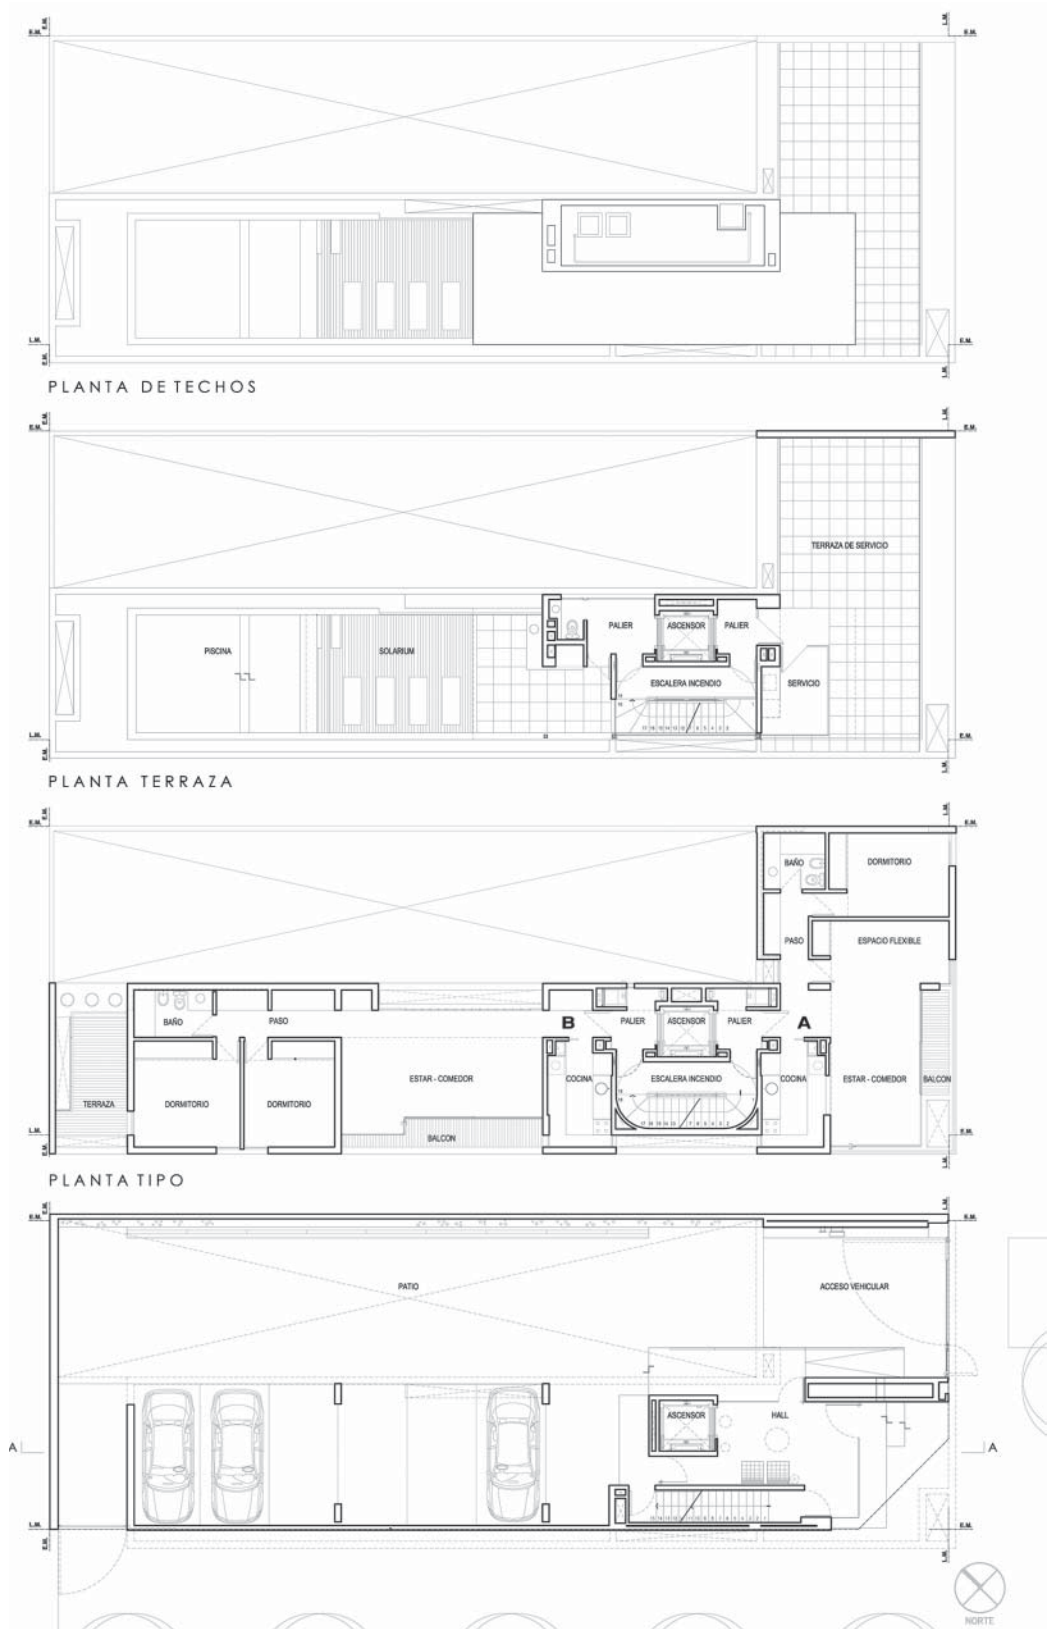 E.M.
E.M.
L.M.
E.M.
L.M.
E.M.
E.M.
L.M.
PLANTA DE TECHOS
E.M.
E.M.
L.M.
E.M.
TERRAZA DE SERVICIO
PISCINA
SOLARIUM
PALIER
ASCENSOR
PALIER
ESCALERA INCENDIO
SERVICIO
L.M.
E.M.
E.M.
L.M.
PLANTA TERRAZA
E.M.
E.M.
L.M.
E.M.
BAÑO
DORMITORIO
PASO
ESPACIO FLEXIBLE
BAÑO
PASO
B
PALIER
ASCENSOR
PALIER
A
TERRAZA
DORMITORIO
DORMITORIO
ESTAR - COMEDOR
COCINA
ESCALERA INCENDIO
COCINA
ESTAR - COMEDOR
BALCON
BALCON
L.M.
E.M.
E.M.
L.M.
PLANTA TIPO
E.M.
E.M.
L.M.
E.M.
PATIO
ACCESO VEHICULAR
ASCENSOR
HALL
A
A
L.M.
E.M.
E.M.
L.M.
NORTE